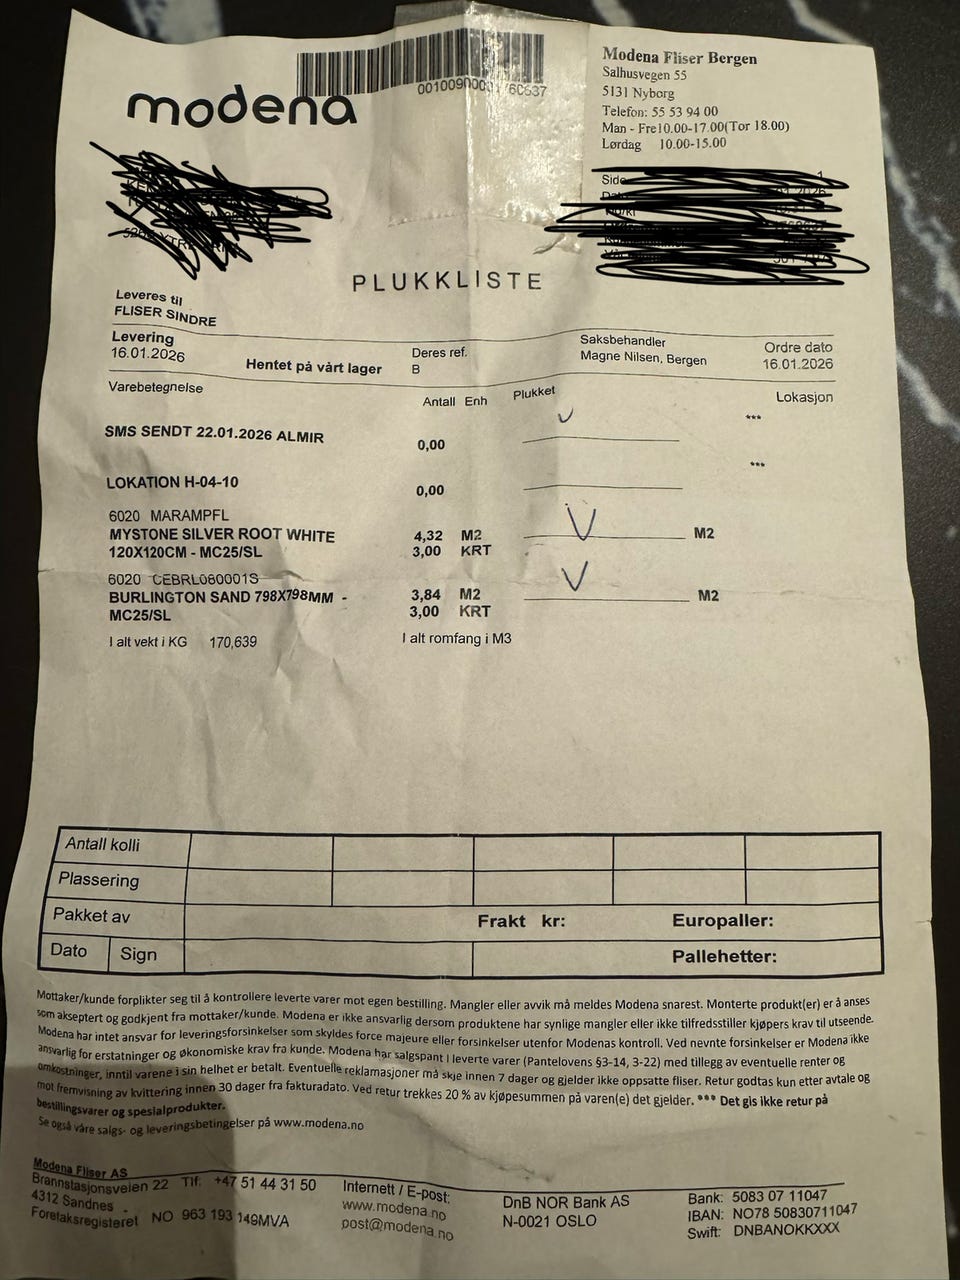 modena
Modena Fliser Bergen
Salhusvegen 55
5131 Nyborg
Telefon: 55 53 94 00
Man - Fre10.00-17.00(Tor 18.00)
Lørdag 10.00-15.00
Side 1
PLUKKLISTE
Leveres til
FLISER SINDRE
Levering
16.01.2026
Hentet på vårt lager
Deres ref.
B
Saksbehandler
Magne Nilsen, Bergen
Ordre dato
16.01.2026
Varebetegnelse Antall Enh Plukket Lokasjon
SMS SENDT 22.01.2026 ALMIR 0,00 ***
LOKATION H-04-10 0,00 ***
6020 MARAMPFL
MYSTONE SILVER ROOT WHITE 4,32 M2 M2
120X120CM - MC25/SL 3,00 KRT
6020 CEBRL080001S
BURLINGTON SAND 798X798MM - 3,84 M2 M2
MC25/SL 3,00 KRT
I alt vekt i KG 170,639 I alt romfang i M3
Antall kolli
Plassering
Pakket av Frakt kr: Europaller:
Dato Sign Pallehetter:
Mottaker/kunde forplikter seg til å kontrollere leverte varer mot egen bestilling. Mangler eller avvik må meldes Modena snarest. Monterte produkt(er) å anses
som akseptert og godkjent fra mottaker/kunde. Modena er ikke ansvarlig dersom produktene har synlige mangler eller ikke tilfredsstiller kjøpers krav til utseende.
Modena har intet ansvar for leveringsforsinkelser som skyldes force majeure eller forsinkelser utenfor Modenas kontroll. Ved nevnte forsinkelser er Modena ikke
ansvarlig for erstatninger og økonomiske krav fra kunde. Modena har salgspant i leverte varer (Pantelovens §3-14, 3-22) med tillegg av eventuelle renter og
omkostninger, inntil varene i sin helhet er betalt. Eventuelle reklamasjoner må skje innen 7 dager og gjelder ikke oppsatte fliser. Retur godtas kun etter avtale og
mot fremvisning av kvittering innen 30 dager fra fakturadato. Ved retur trekkes 20 % av kjøpesummen på varen(e) det gjelder. *** Det gis ikke retur på
bestillingsvarer og spesialprodukter.
Se også våre salgs- og leveringsbetingelser på www.modena.no
Modena Fliser AS
Brannstasjonsveien 22 Tlf: +47 51 44 31 50
4312 Sandnes
Foretaksregisteret NO 963 193 149MVA
Internett / E-post:
www.modena.no
post@modena.no
DnB NOR Bank AS
N-0021 OSLO
Bank: 5083 07 11047
IBAN: NO78 50830711047
Swift: DNBANOKKXXX